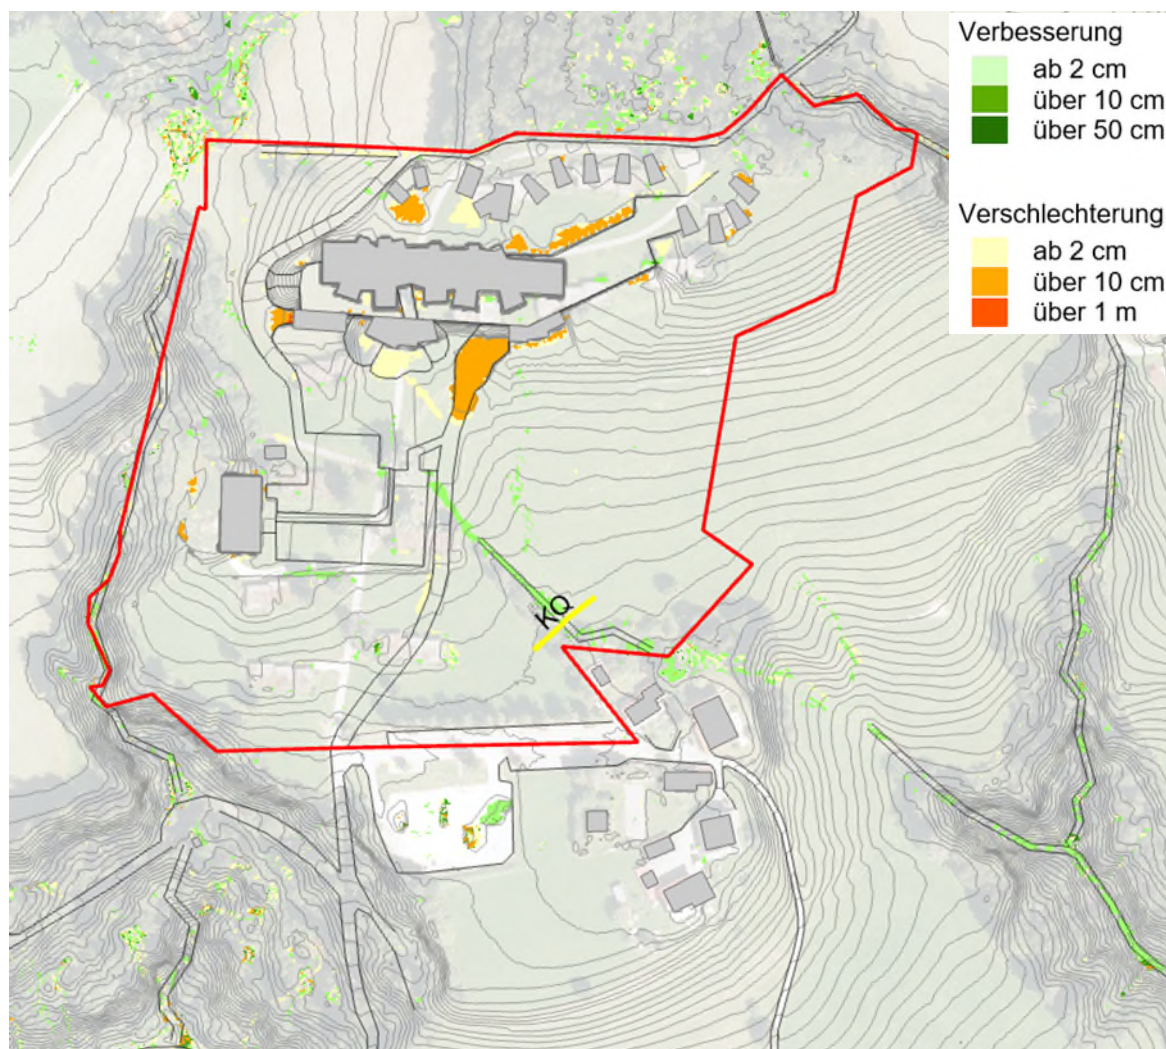 Verbesserung
ab 2 cm
über 10 cm
über 50 cm
Verschlechterung
ab 2 cm
über 10 cm
über 1 m
KQ